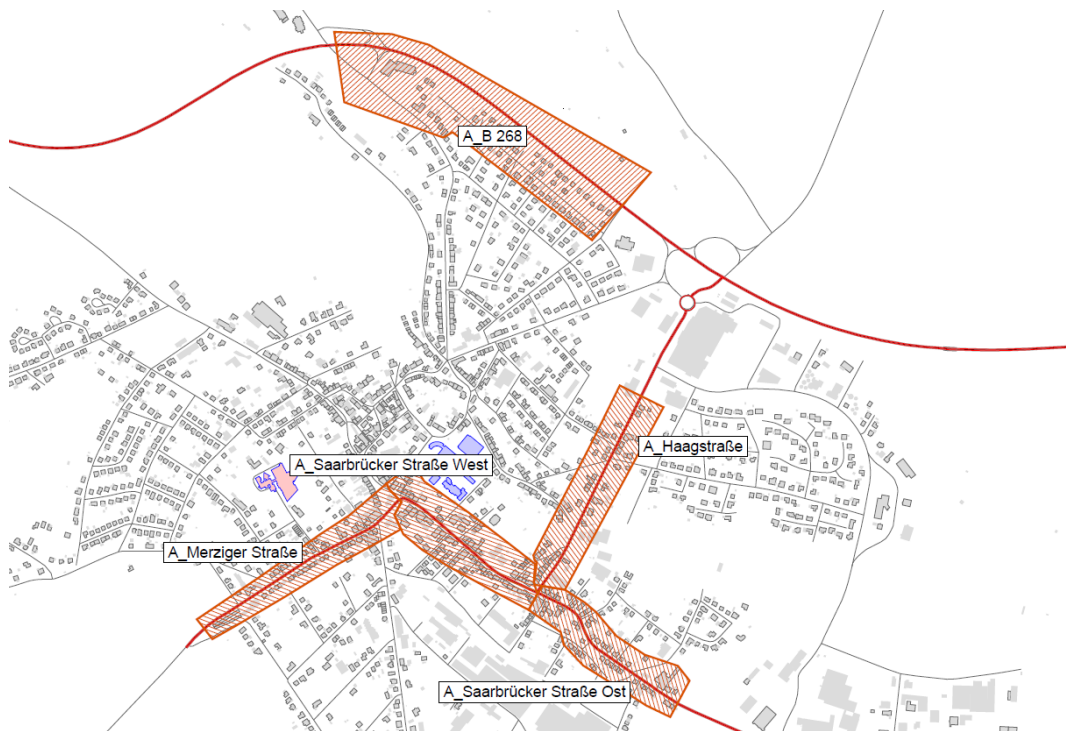 A_B 268
A_Haagstraße
A_Saarbrücker Straße West
A_Merziger Straße
A_Saarbrücker Straße Ost